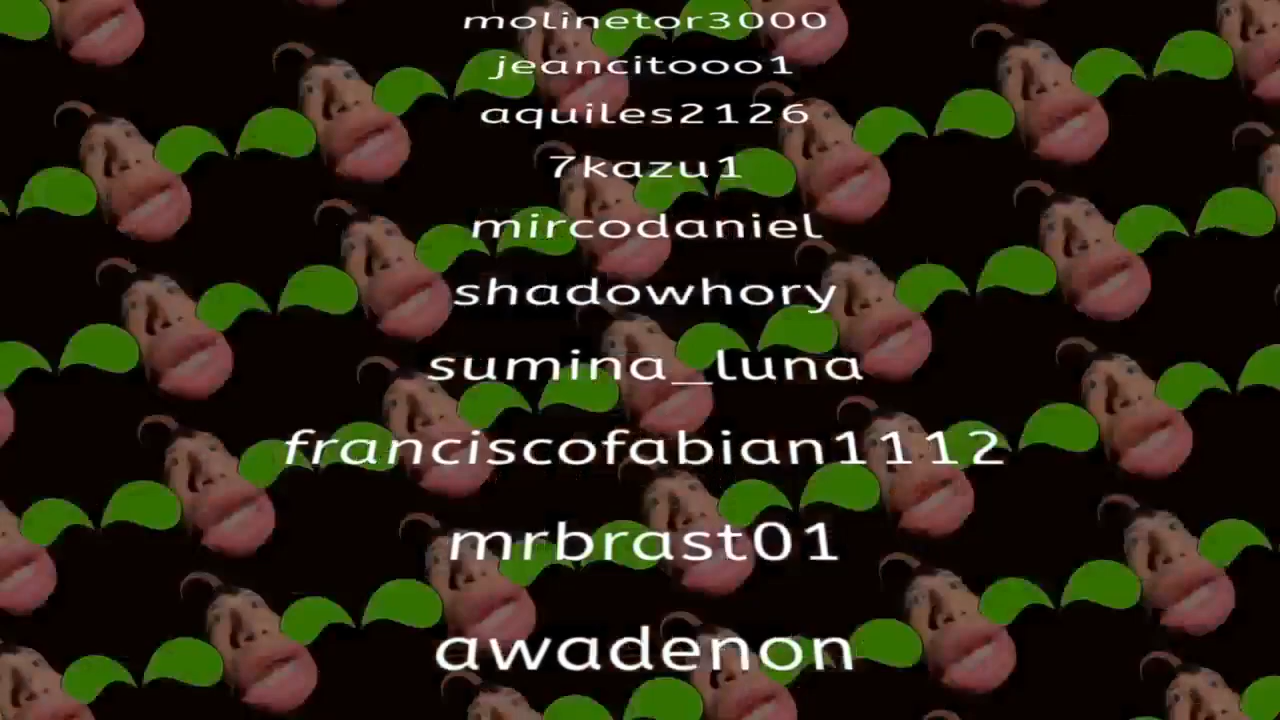 molinetor3000
jeancitooo1
aquiles2126
7kazu1
mircodaniel
shadowhory
sumina_luna
franciscofabian1112
mrbrast01
awadenon